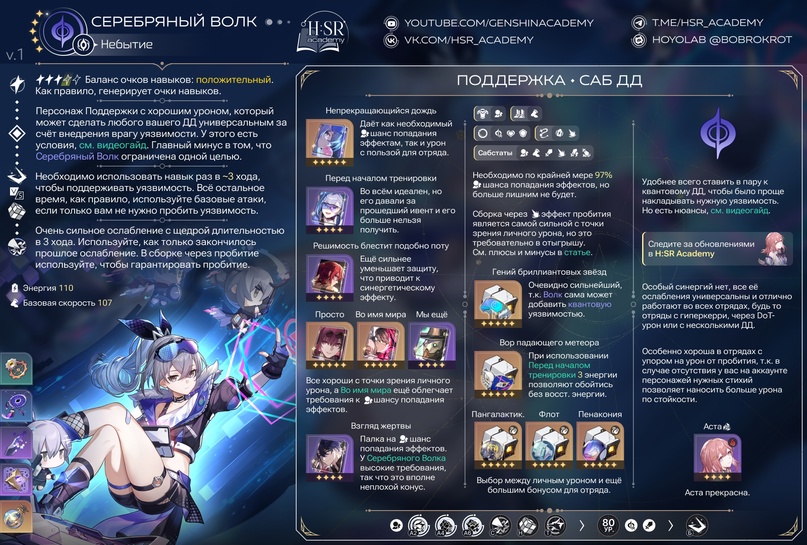 СЕРЕБРЯНЫЙ ВОЛК
Небытие
v.1
H:SR
academy
YOUTUBE.COM/GENSHINACADEMY
VK.COM/HSR_ACADEMY
T.ME/HSR_ACADEMY
HOYOLAB @BOBROKROT
Баланс очков навыков: положительный.
Как правило, генерирует очки навыков.
Персонаж Поддержки с хорошим уроном, который
может сделать любого вашего ДД универсальным за
счёт внедрения врагу уязвимости. У этого есть
условия, см. видеогайд. Главный минус в том, что
Серебряный Волк ограничена одной целью.
Необходимо использовать навык раз в ~3 хода,
чтобы поддерживать уязвимость. Всё остальное
время, как правило, используйте базовые атаки,
если только вам не нужно пробить уязвимость.
Очень сильное ослабление с щедрой длительностью
в 3 хода. Используйте, как только закончилось
прошлое ослабление. В сборке через пробитие
используйте, чтобы гарантировать пробитие.
Энергия 110
Базовая скорость 107
ПОДДЕРЖКА • САБ ДД
Непрекращающийся дождь
Даёт как необходимый
шанс попадания
эффектам, так и урон
с пользой для отряда.
Перед началом тренировки
Во всём идеален, но
его давали за
прошедший ивент и его
больше нельзя
получить.
Решимость блестит подобно поту
Ещё сильнее
уменьшает защиту,
что приводит к
синергетическому
эффекту.
Просто
Во имя мира
Мы ещё
Все хороши с точки зрения личного
урона, а Во имя мира ещё облегчает
требования к шансу попадания
эффектов.
Взгляд жертвы
Палка на шанс
попадания эффектов.
У Серебряного Волка
высокие требования,
так что это вполне
неплохой конус.
Сабстаты
Необходимо по крайней мере 97%
шанса попадания эффектов, но
больше лишним не будет.
Сборка через эффект пробития
является самой сильной с точки
зрения личного урона, но это
требовательно в отыгрышу.
См. плюсы и минусы в статье.
Гений бриллиантовых звёзд
Очевидно сильнейший,
т.к. Волк сама может
добавить квантовую
уязвимостью.
Вор падающего метеора
При использовании
Перед началом
тренировки 3 энергии
позволяют обойтись
без восст. энергии.
Пангалактик.
Флот
Пенакония
Выбор между личным уроном и ещё
большим бонусом для отряда.
Удобнее всего ставить в пару к
квантовому ДД, чтобы было проще
накладывать нужную уязвимость.
Но есть нюансы, см. видеогайд.
Следите за обновлениями
в H:SR Academy
Особый синергий нет, все её
ослабления универсальны и отлично
работают во всех отрядах, будь то
отряды с гиперкерри, через DoT-
урон или с несколькими ДД.
Особенно хороша в отрядах с
упором на урон от пробития, т.к. в
случае отсутствия у вас на аккаунте
персонажей нужных стихий
позволяет наносить больше урона
по стойкости.
Аста
Аста прекрасна.
A2
A4
A6
80
УР.